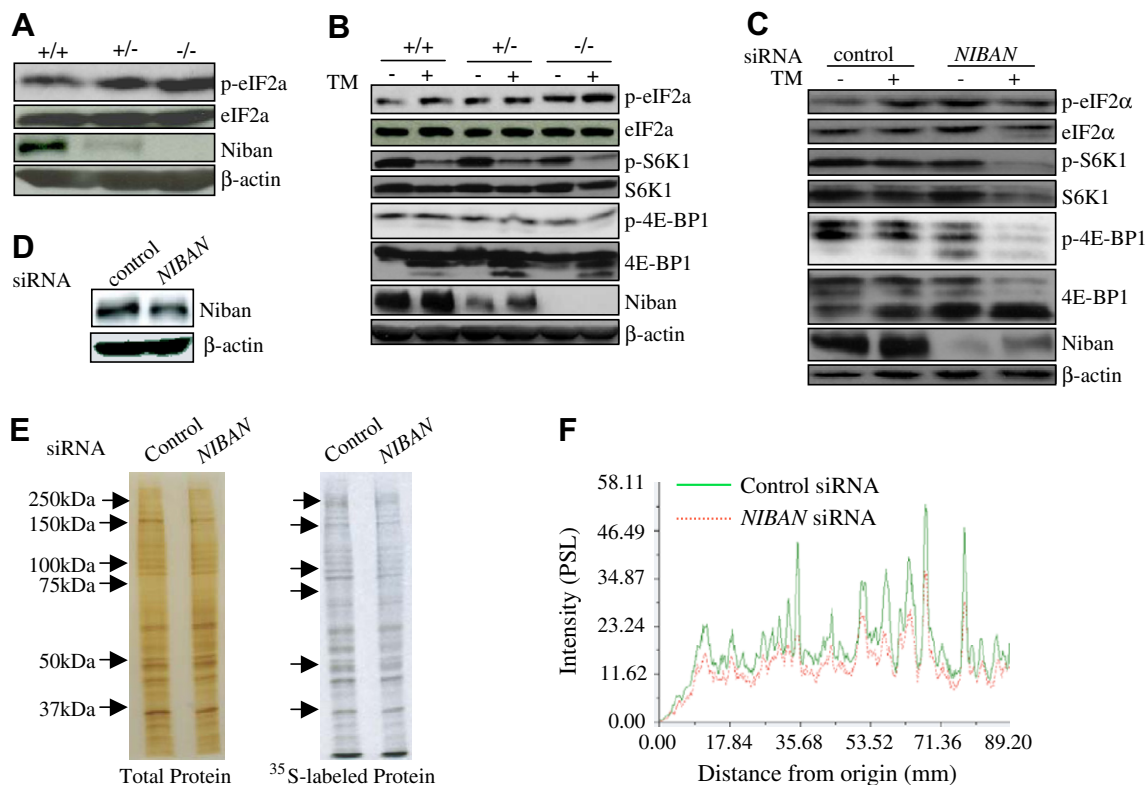 A
+/+ +/- -/-
p-eIF2a
eIF2a
Niban
β-actin
B
+/+ +/- -/-
TM - + - + - +
p-eIF2a
eIF2a
p-S6K1
S6K1
p-4E-BP1
4E-BP1
Niban
β-actin
C
siRNA control NIBAN
TM - + - +
p-eIF2α
eIF2α
p-S6K1
S6K1
p-4E-BP1
4E-BP1
Niban
β-actin
D
siRNA control NIBAN
Niban
β-actin
E
siRNA Control NIBAN Control NIBAN
250kDa
150kDa
100kDa
75kDa
50kDa
37kDa
Total Protein ³⁵S-labeled Protein
F
Control siRNA
NIBAN siRNA
Intensity (PSL)
58.11
46.49
34.87
23.24
11.62
0.00
0.00 17.84 35.68 53.52 71.36 89.20
Distance from origin (mm)